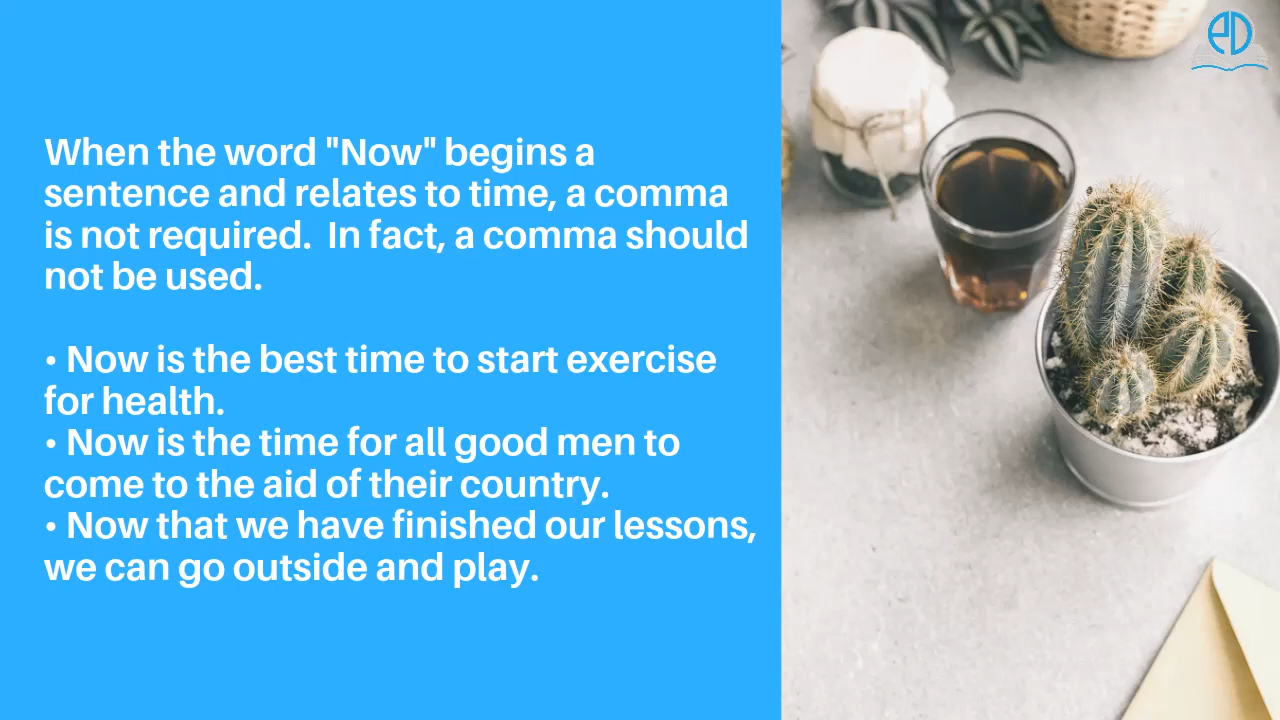 When the word "Now" begins a
sentence and relates to time, a comma
is not required.  In fact, a comma should
not be used.
• Now is the best time to start exercise
for health.
• Now is the time for all good men to
come to the aid of their country.
• Now that we have finished our lessons,
we can go outside and play.